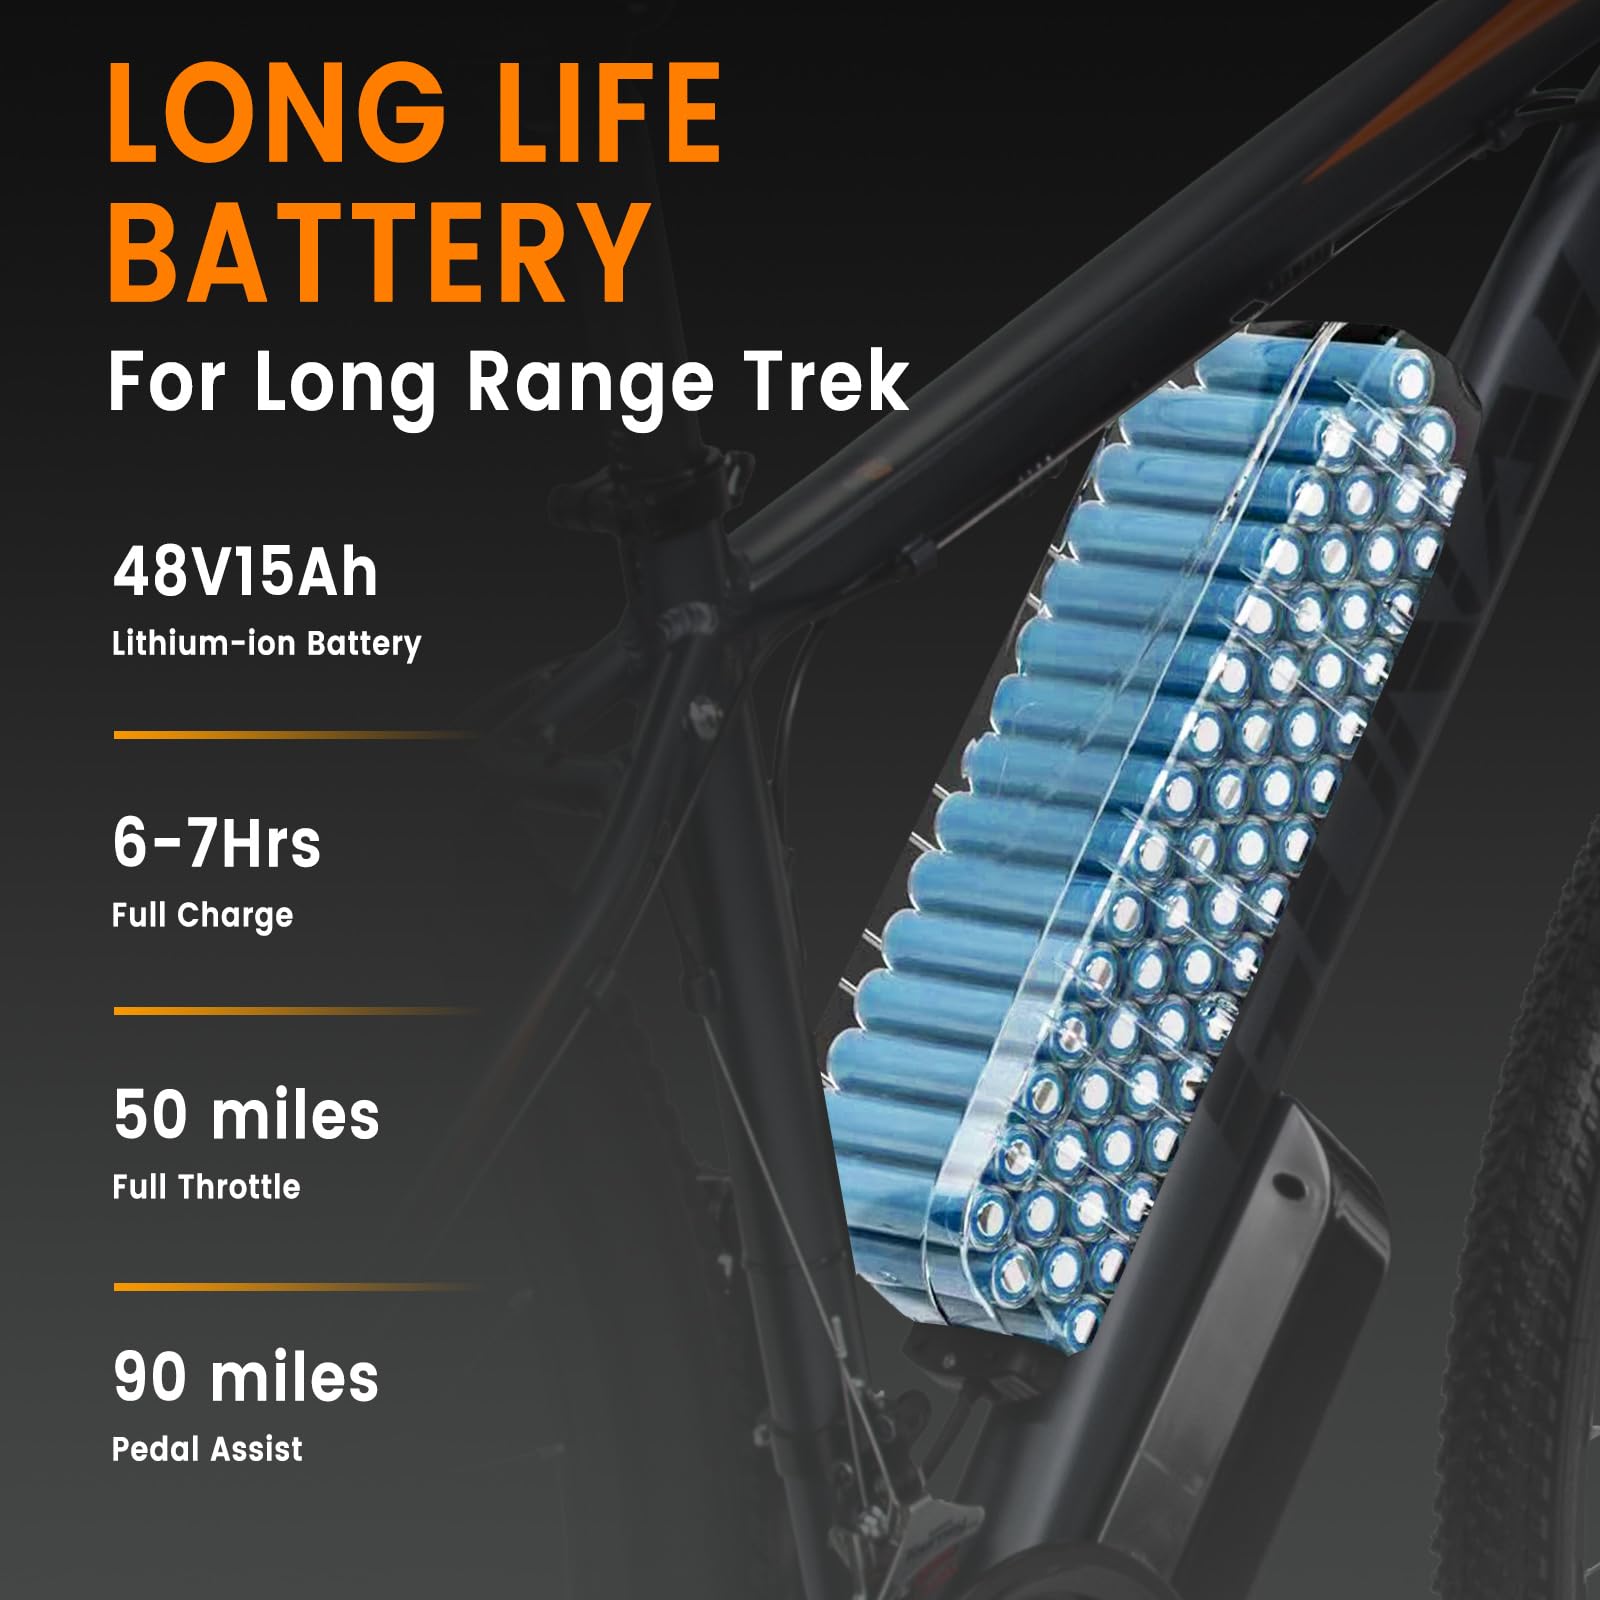 LONG LIFE
BATTERY
For Long Range Trek
48V15Ah
Lithium-ion Battery
6-7Hrs
Full Charge
50 miles
Full Throttle
90 miles
Pedal Assist